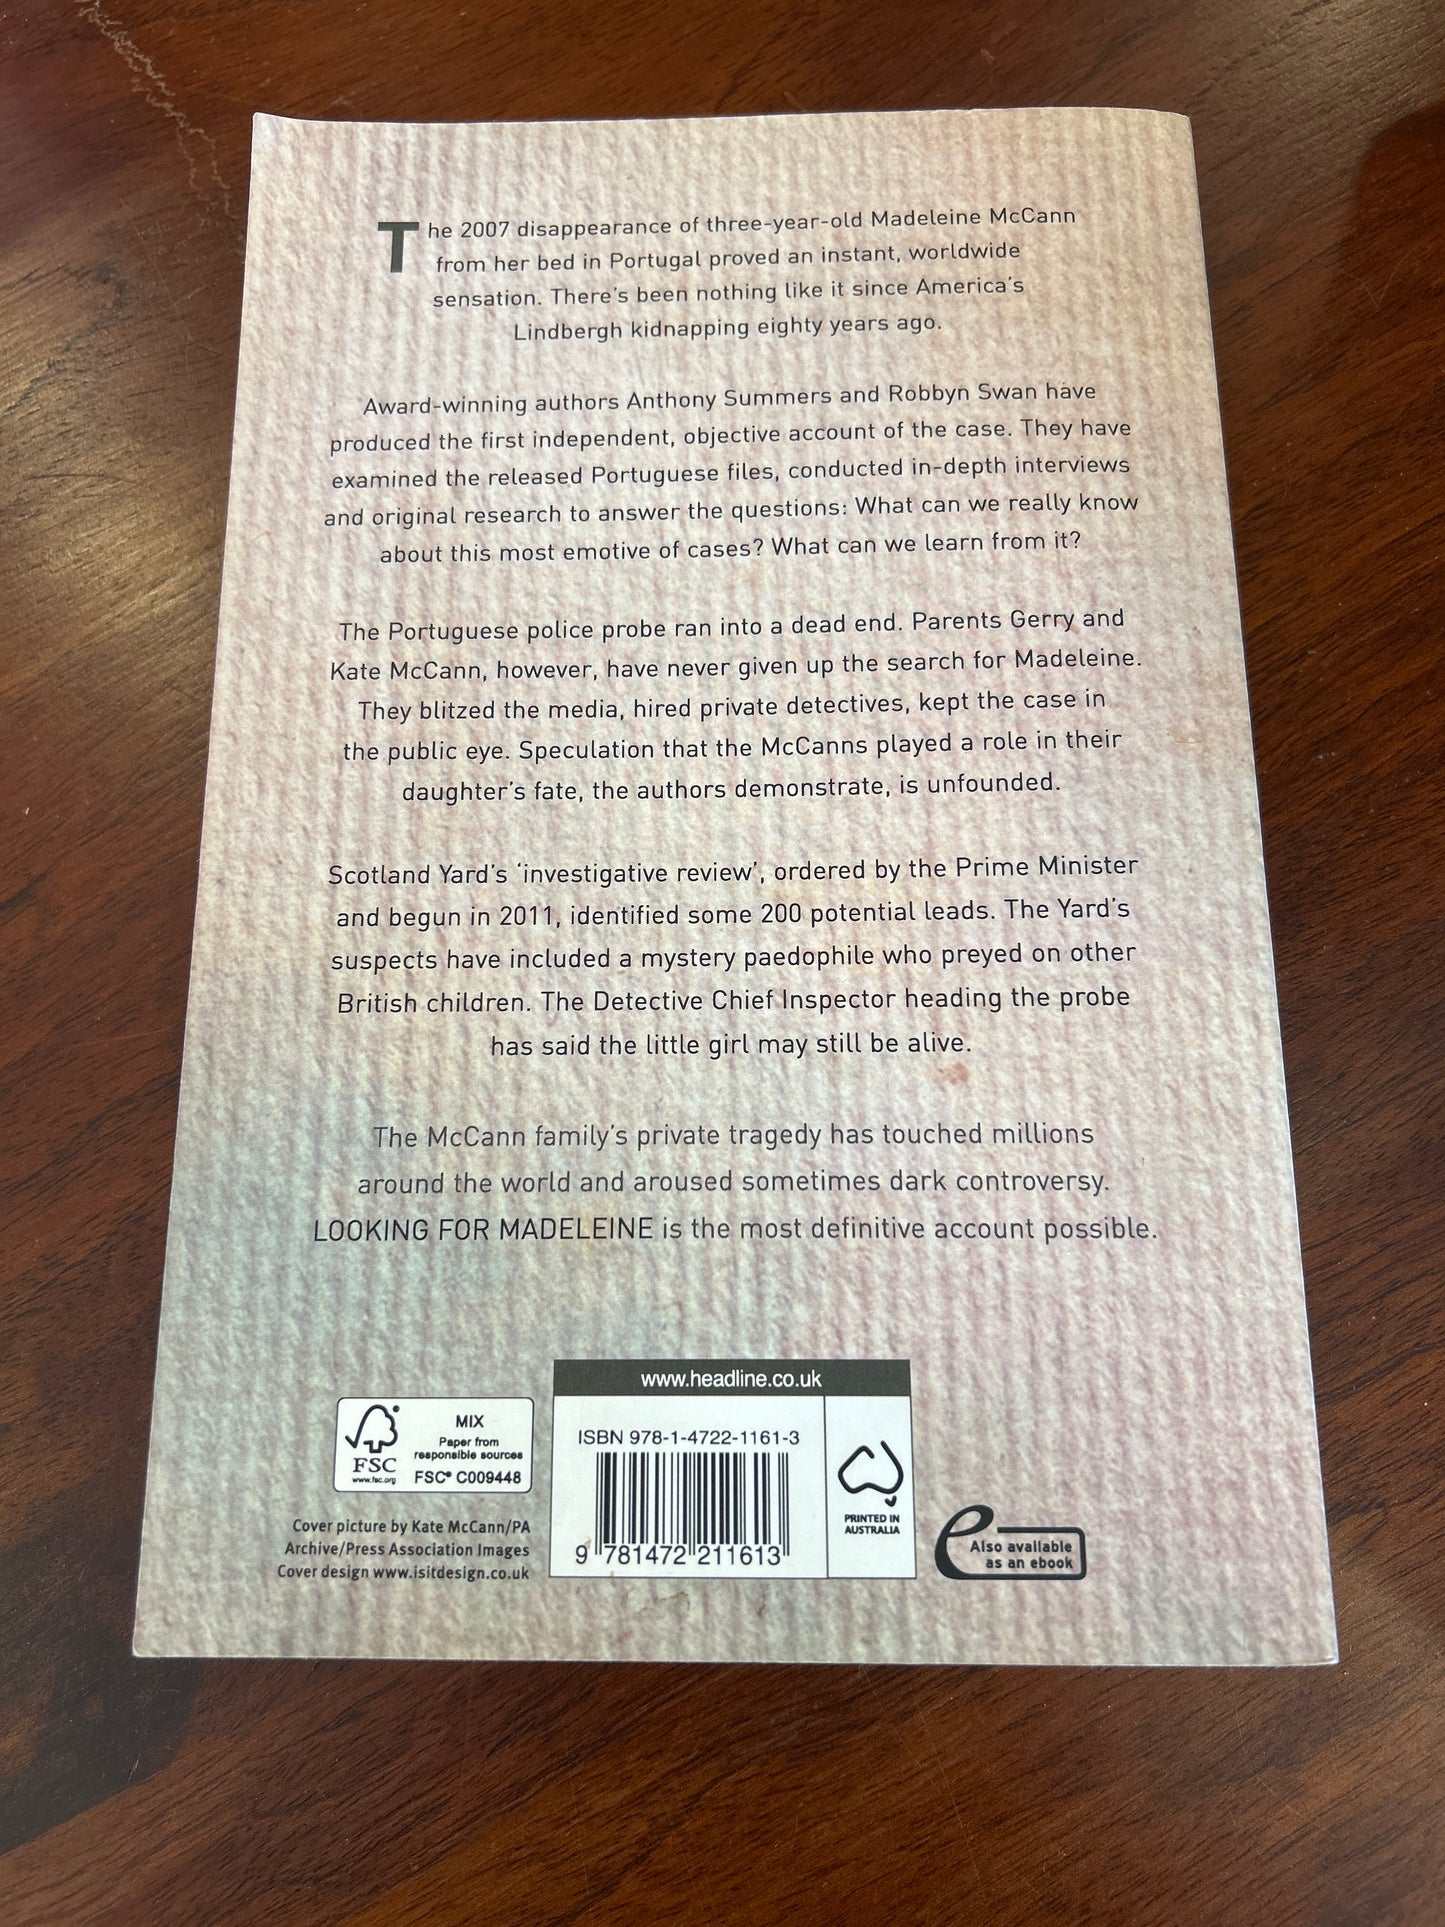 The 2007 disappearance of three-year-old Madeleine McCann
from her bed in Portugal proved an instant, worldwide
sensation. There's been nothing like it since America's
Lindbergh kidnapping eighty years ago.
Award-winning authors Anthony Summers and Robbyn Swan have
produced the first independent, objective account of the case. They have
examined the released Portuguese files, conducted in-depth interviews
and original research to answer the questions: What can we really know
about this most emotive of cases? What can we learn from it?
The Portuguese police probe ran into a dead end. Parents Gerry and
Kate McCann, however, have never given up the search for Madeleine.
They blitzed the media, hired private detectives, kept the case in
the public eye. Speculation that the McCanns played a role in their
daughter's fate, the authors demonstrate, is unfounded.
Scotland Yard's 'investigative review', ordered by the Prime Minister
and begun in 2011, identified some 200 potential leads. The Yard's
suspects have included a mystery paedophile who preyed on other
British children. The Detective Chief Inspector heading the probe
has said the little girl may still be alive.
The McCann family's private tragedy has touched millions
around the world and aroused sometimes dark controversy.
LOOKING FOR MADELEINE is the most definitive account possible.
FSC
www.fsc.org
MIX
Paper from
responsible sources
FSC® C009448
Cover picture by Kate McCann/PA
Archive/Press Association Images
Cover design www.isitdesign.co.uk
www.headline.co.uk
ISBN 978-1-4722-1161-3
9 781472 211613
PRINTED IN
AUSTRALIA
e
Also available
as an ebook